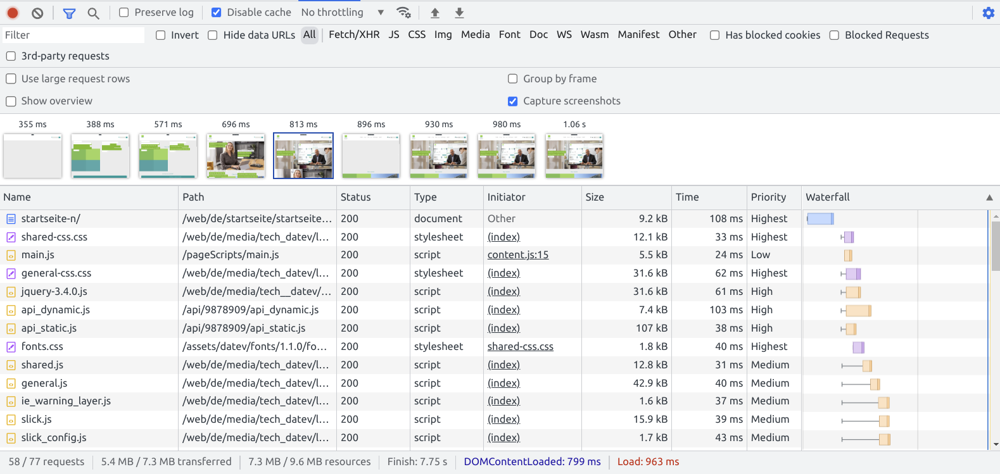 Preserve log Disable cache No throttling
Filter Invert Hide data URLs All Fetch/XHR JS CSS Img Media Font Doc WS Wasm Manifest Other Has blocked cookies Blocked Requests
3rd-party requests
Use large request rows Group by frame
Show overview Capture screenshots
355 ms 388 ms 571 ms 696 ms 813 ms 896 ms 930 ms 980 ms 1.06 s
Name Path Status Type Initiator Size Time Priority Waterfall
startseite-n/ /web/de/startseite/startseite... 200 document Other 9.2 kB 108 ms Highest
shared-css.css /web/de/media/tech_datev/l... 200 stylesheet (index) 12.1 kB 33 ms Highest
main.js /pageScripts/main.js 200 script content.js:15 5.5 kB 24 ms Low
general-css.css /web/de/media/tech_datev/l... 200 stylesheet (index) 31.6 kB 62 ms Highest
jquery-3.4.0.js /web/de/media/tech__datev/... 200 script (index) 31.6 kB 61 ms High
api_dynamic.js /api/9878909/api_dynamic.js 200 script (index) 7.4 kB 103 ms High
api_static.js /api/9878909/api_static.js 200 script (index) 107 kB 38 ms High
fonts.css /assets/datev/fonts/1.1.0/fo... 200 stylesheet shared-css.css 1.8 kB 40 ms Highest
shared.js /web/de/media/tech_datev/l... 200 script (index) 12.8 kB 31 ms Medium
general.js /web/de/media/tech_datev/l... 200 script (index) 42.9 kB 40 ms Medium
ie_warning_layer.js /web/de/media/tech_datev/l... 200 script (index) 1.6 kB 37 ms Medium
slick.js /web/de/media/tech_datev/l... 200 script (index) 15.9 kB 39 ms Medium
slick_config.js /web/de/media/tech_datev/l... 200 script (index) 1.7 kB 43 ms Medium
58 / 77 requests 5.4 MB / 7.3 MB transferred 7.3 MB / 9.6 MB resources Finish: 7.75 s DOMContentLoaded: 799 ms Load: 963 ms